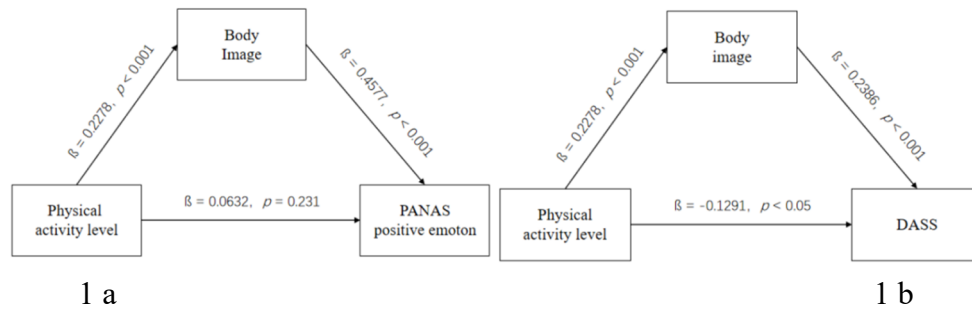 Body
Image
ß = 0.2278, p < 0.001
ß = 0.4577, p < 0.001
Physical
activity level
ß = 0.0632, p = 0.231
PANAS
positive emoton
1 a
Body
image
ß = 0.2278, p < 0.001
ß = 0.2386, p < 0.001
Physical
activity level
ß = -0.1291, p < 0.05
DASS
1 b